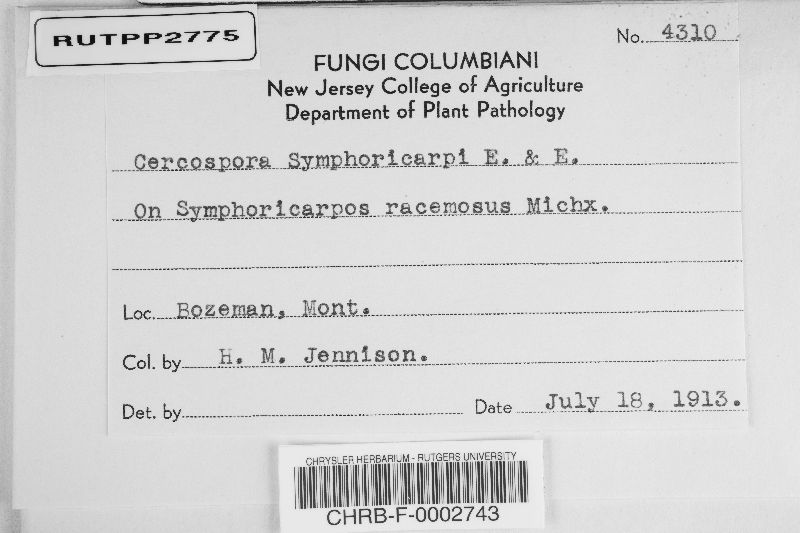 RUTPP2775
No. 4310
FUNGI COLUMBIANI
New Jersey College of Agriculture
Department of Plant Pathology
Cercospora Symphoricarpi E. & E.
On Symphoricarpos racemosus Michx.
Loc. Bozeman, Mont.
Col. by H. M. Jennison.
Det. by Date July 18, 1913.
CHRYSLER HERBARIUM - RUTGERS UNIVERSITY
CHRB-F-0002743